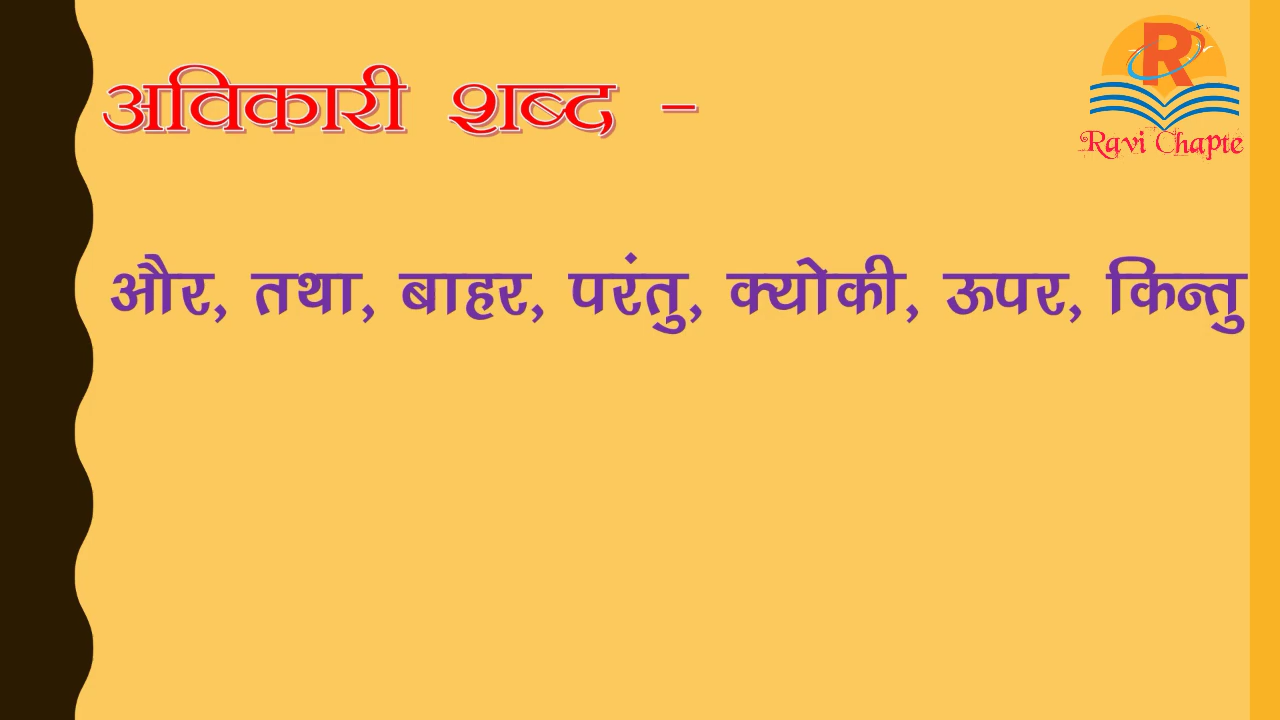 अविकारी शब्द -
Ravi Chapte
और, तथा, बाहर, परंतु, क्योकी, ऊपर, किन्तु